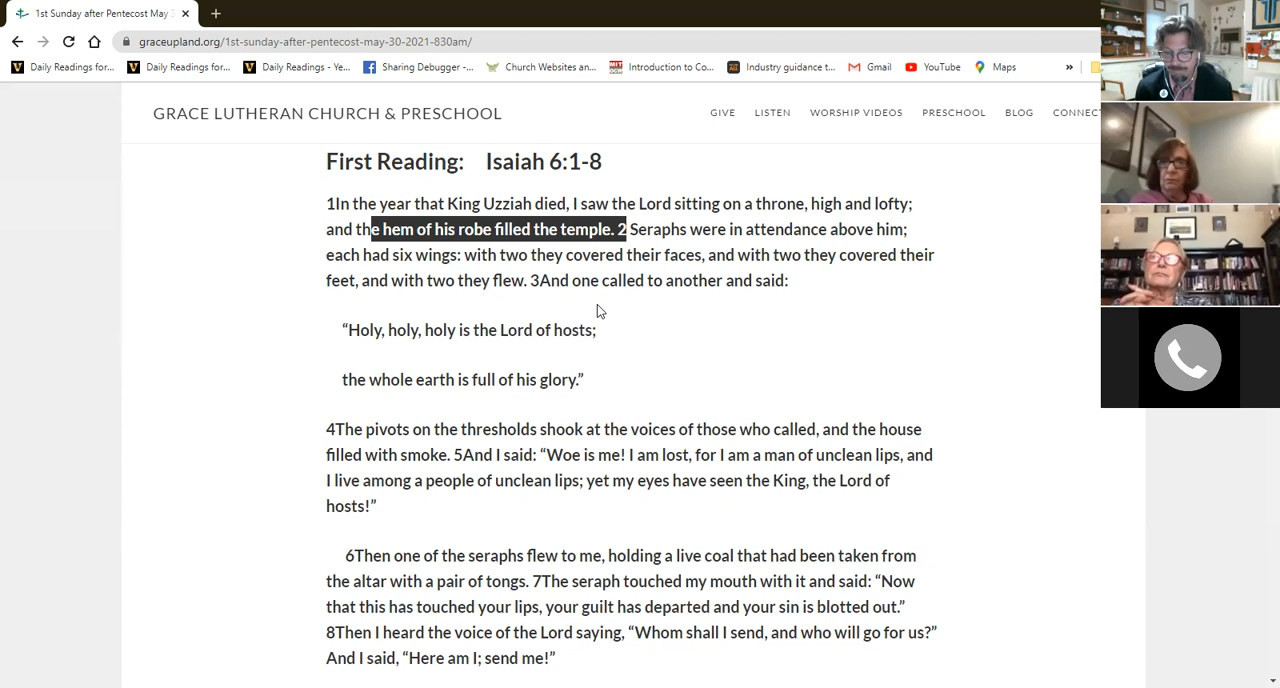 1st Sunday after Pentecost May 3
graceupland.org/1st-sunday-after-pentecost-may-30-2021-830am/
Daily Readings for... Daily Readings for... Daily Readings - Ye... Sharing Debugger -... Church Websites an... Introduction to Co... Industry guidance t... Gmail YouTube Maps »
GRACE LUTHERAN CHURCH & PRESCHOOL GIVE LISTEN WORSHIP VIDEOS PRESCHOOL BLOG CONNECT
First Reading: Isaiah 6:1-8
1In the year that King Uzziah died, I saw the Lord sitting on a throne, high and lofty;
and the hem of his robe filled the temple. 2 Seraphs were in attendance above him;
each had six wings: with two they covered their faces, and with two they covered their
feet, and with two they flew. 3And one called to another and said:
“Holy, holy, holy is the Lord of hosts;
the whole earth is full of his glory.”
4The pivots on the thresholds shook at the voices of those who called, and the house
filled with smoke. 5And I said: “Woe is me! I am lost, for I am a man of unclean lips, and
I live among a people of unclean lips; yet my eyes have seen the King, the Lord of
hosts!”
6Then one of the seraphs flew to me, holding a live coal that had been taken from
the altar with a pair of tongs. 7The seraph touched my mouth with it and said: “Now
that this has touched your lips, your guilt has departed and your sin is blotted out.”
8Then I heard the voice of the Lord saying, “Whom shall I send, and who will go for us?”
And I said, “Here am I; send me!”